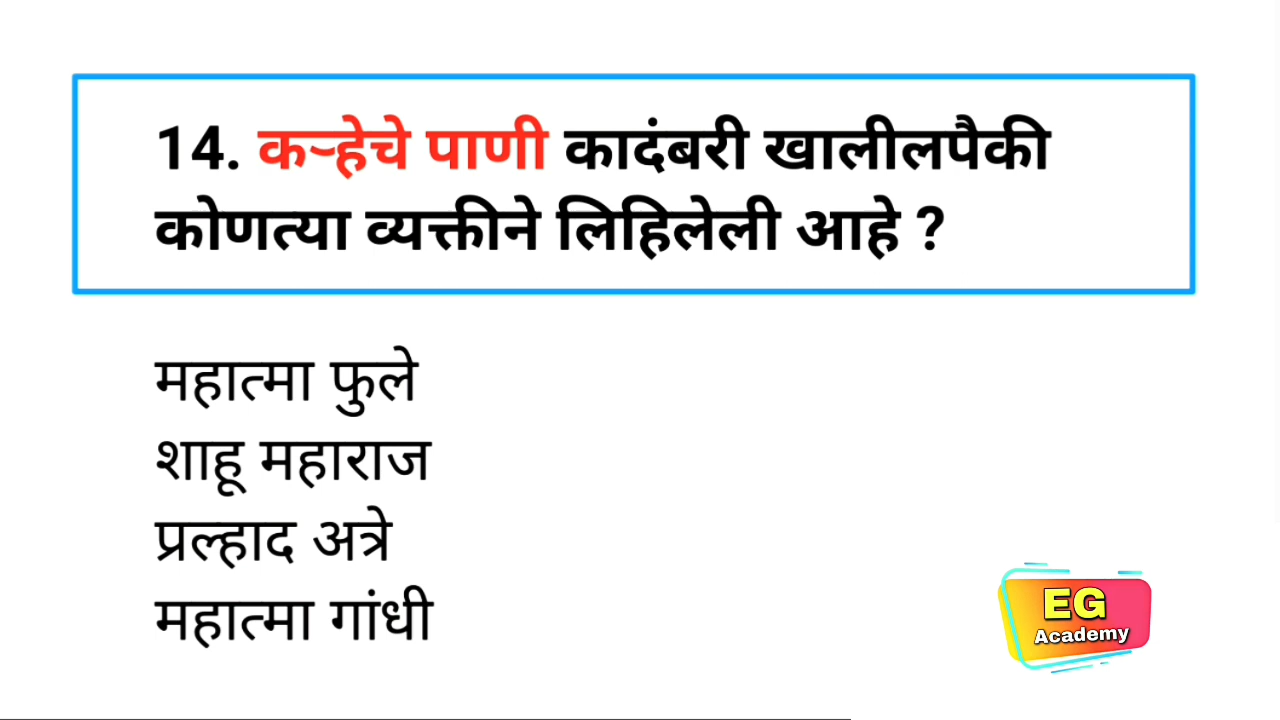 14. कऱ्हेचे पाणी कादंबरी खालीलपैकी
कोणत्या व्यक्तीने लिहिलेली आहे ?
महात्मा फुले
शाहू महाराज
प्रल्हाद अत्रे
महात्मा गांधी
EG
Academy